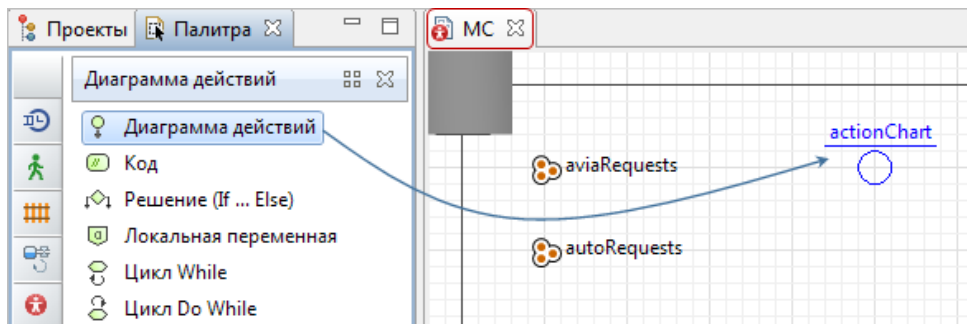 Проекты
Палитра
Диаграмма действий
Диаграмма действий
Код
Решение (If ... Else)
Локальная переменная
Цикл While
Цикл Do While
MC
actionChart
aviaRequests
autoRequests